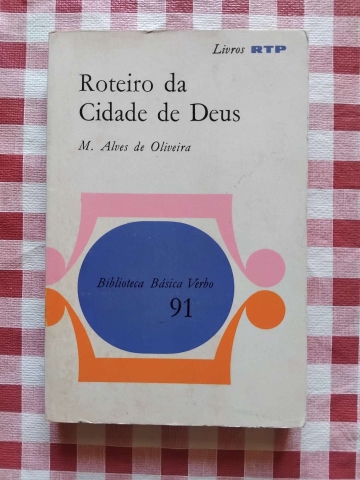 Livros RTP
Roteiro da
Cidade de Deus
M. Alves de Oliveira
Biblioteca Básica Verbo
91